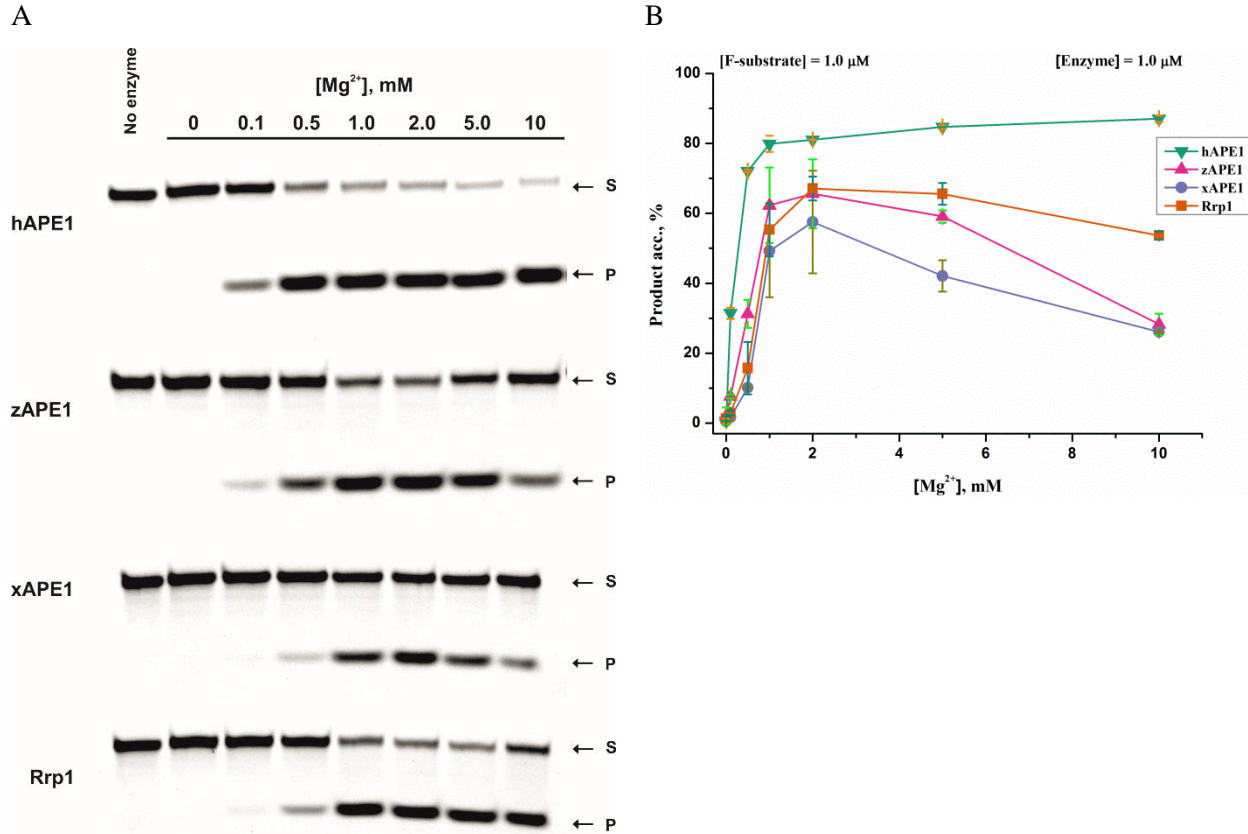 A
B
No enzyme
[Mg2+], mM
0 0.1 0.5 1.0 2.0 5.0 10
← S
hAPE1
← P
← S
zAPE1
← P
← S
xAPE1
← P
← S
Rrp1
← P
[F-substrate] = 1.0 μM [Enzyme] = 1.0 μM
100
80
60
40
20
0
Product acc., %
hAPE1
zAPE1
xAPE1
Rrp1
0 2 4 6 8 10
[Mg2+], mM